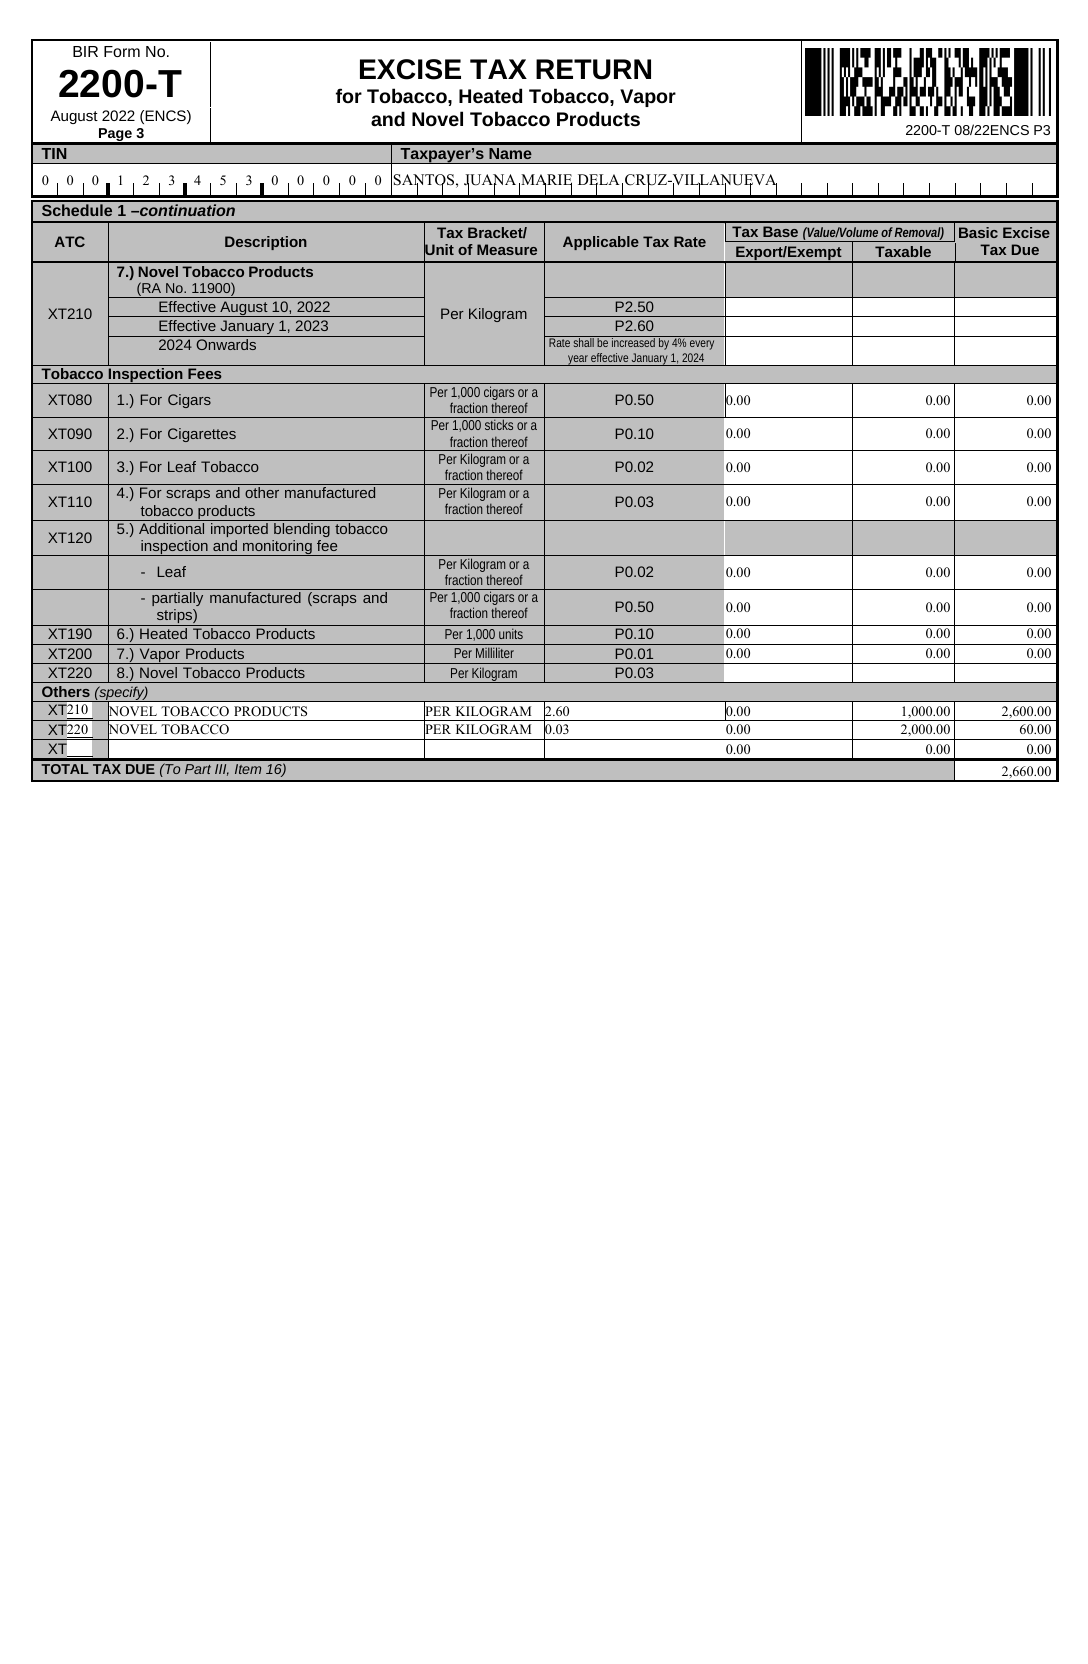 BIR Form No.
2200-T
August 2022 (ENCS)
Page 3
EXCISE TAX RETURN
for Tobacco, Heated Tobacco, Vapor
and Novel Tobacco Products
2200-T 08/22ENCS P3
TIN Taxpayer’s Name
0 0 0 1 2 3 4 5 3 0 0 0 0 0 SANTOS, JUANA MARIE DELA CRUZ-VILLANUEVA
Schedule 1 –continuation
ATC Description Tax Bracket/ Unit of Measure Applicable Tax Rate Tax Base (Value/Volume of Removal) Export/Exempt Taxable Basic Excise Tax Due
7.) Novel Tobacco Products
(RA No. 11900)
XT210 Per Kilogram
Effective August 10, 2022 P2.50
Effective January 1, 2023 P2.60
2024 Onwards Rate shall be increased by 4% every
year effective January 1, 2024
Tobacco Inspection Fees
XT080 1.) For Cigars Per 1,000 cigars or a fraction thereof P0.50 0.00 0.00 0.00
XT090 2.) For Cigarettes Per 1,000 sticks or a fraction thereof P0.10 0.00 0.00 0.00
XT100 3.) For Leaf Tobacco Per Kilogram or a fraction thereof P0.02 0.00 0.00 0.00
XT110 4.) For scraps and other manufactured tobacco products Per Kilogram or a fraction thereof P0.03 0.00 0.00 0.00
XT120 5.) Additional imported blending tobacco inspection and monitoring fee
- Leaf Per Kilogram or a fraction thereof P0.02 0.00 0.00 0.00
- partially manufactured (scraps and strips) Per 1,000 cigars or a fraction thereof P0.50 0.00 0.00 0.00
XT190 6.) Heated Tobacco Products Per 1,000 units P0.10 0.00 0.00 0.00
XT200 7.) Vapor Products Per Milliliter P0.01 0.00 0.00 0.00
XT220 8.) Novel Tobacco Products Per Kilogram P0.03
Others (specify)
XT210 NOVEL TOBACCO PRODUCTS PER KILOGRAM 2.60 0.00 1,000.00 2,600.00
XT220 NOVEL TOBACCO PER KILOGRAM 0.03 0.00 2,000.00 60.00
XT 0.00 0.00 0.00
TOTAL TAX DUE (To Part III, Item 16) 2,660.00